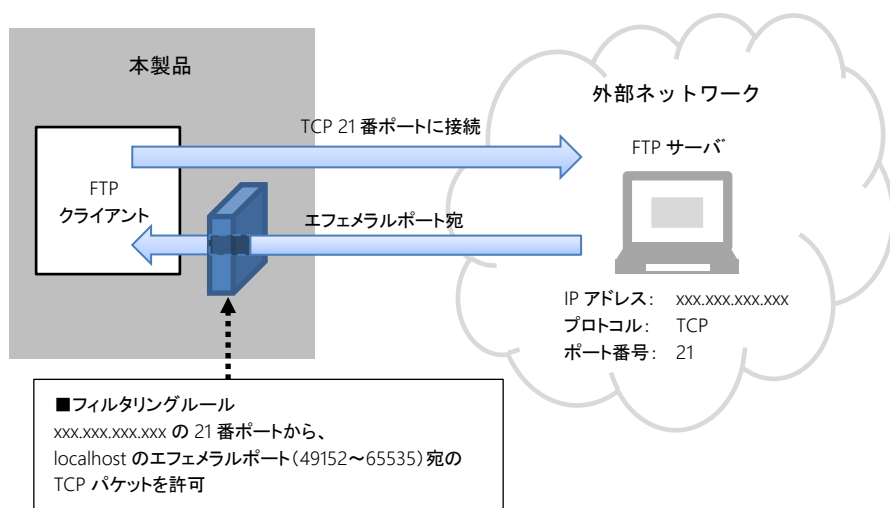 本製品
外部ネットワーク
TCP 21 番ポートに接続
FTP サーバ
FTP
クライアント
エフェメラルポート宛
IP アドレス： xxx.xxx.xxx.xxx
プロトコル： TCP
ポート番号： 21
■フィルタリングルール
xxx.xxx.xxx.xxx の 21 番ポートから、
localhost のエフェメラルポート（49152～65535）宛の
TCP パケットを許可